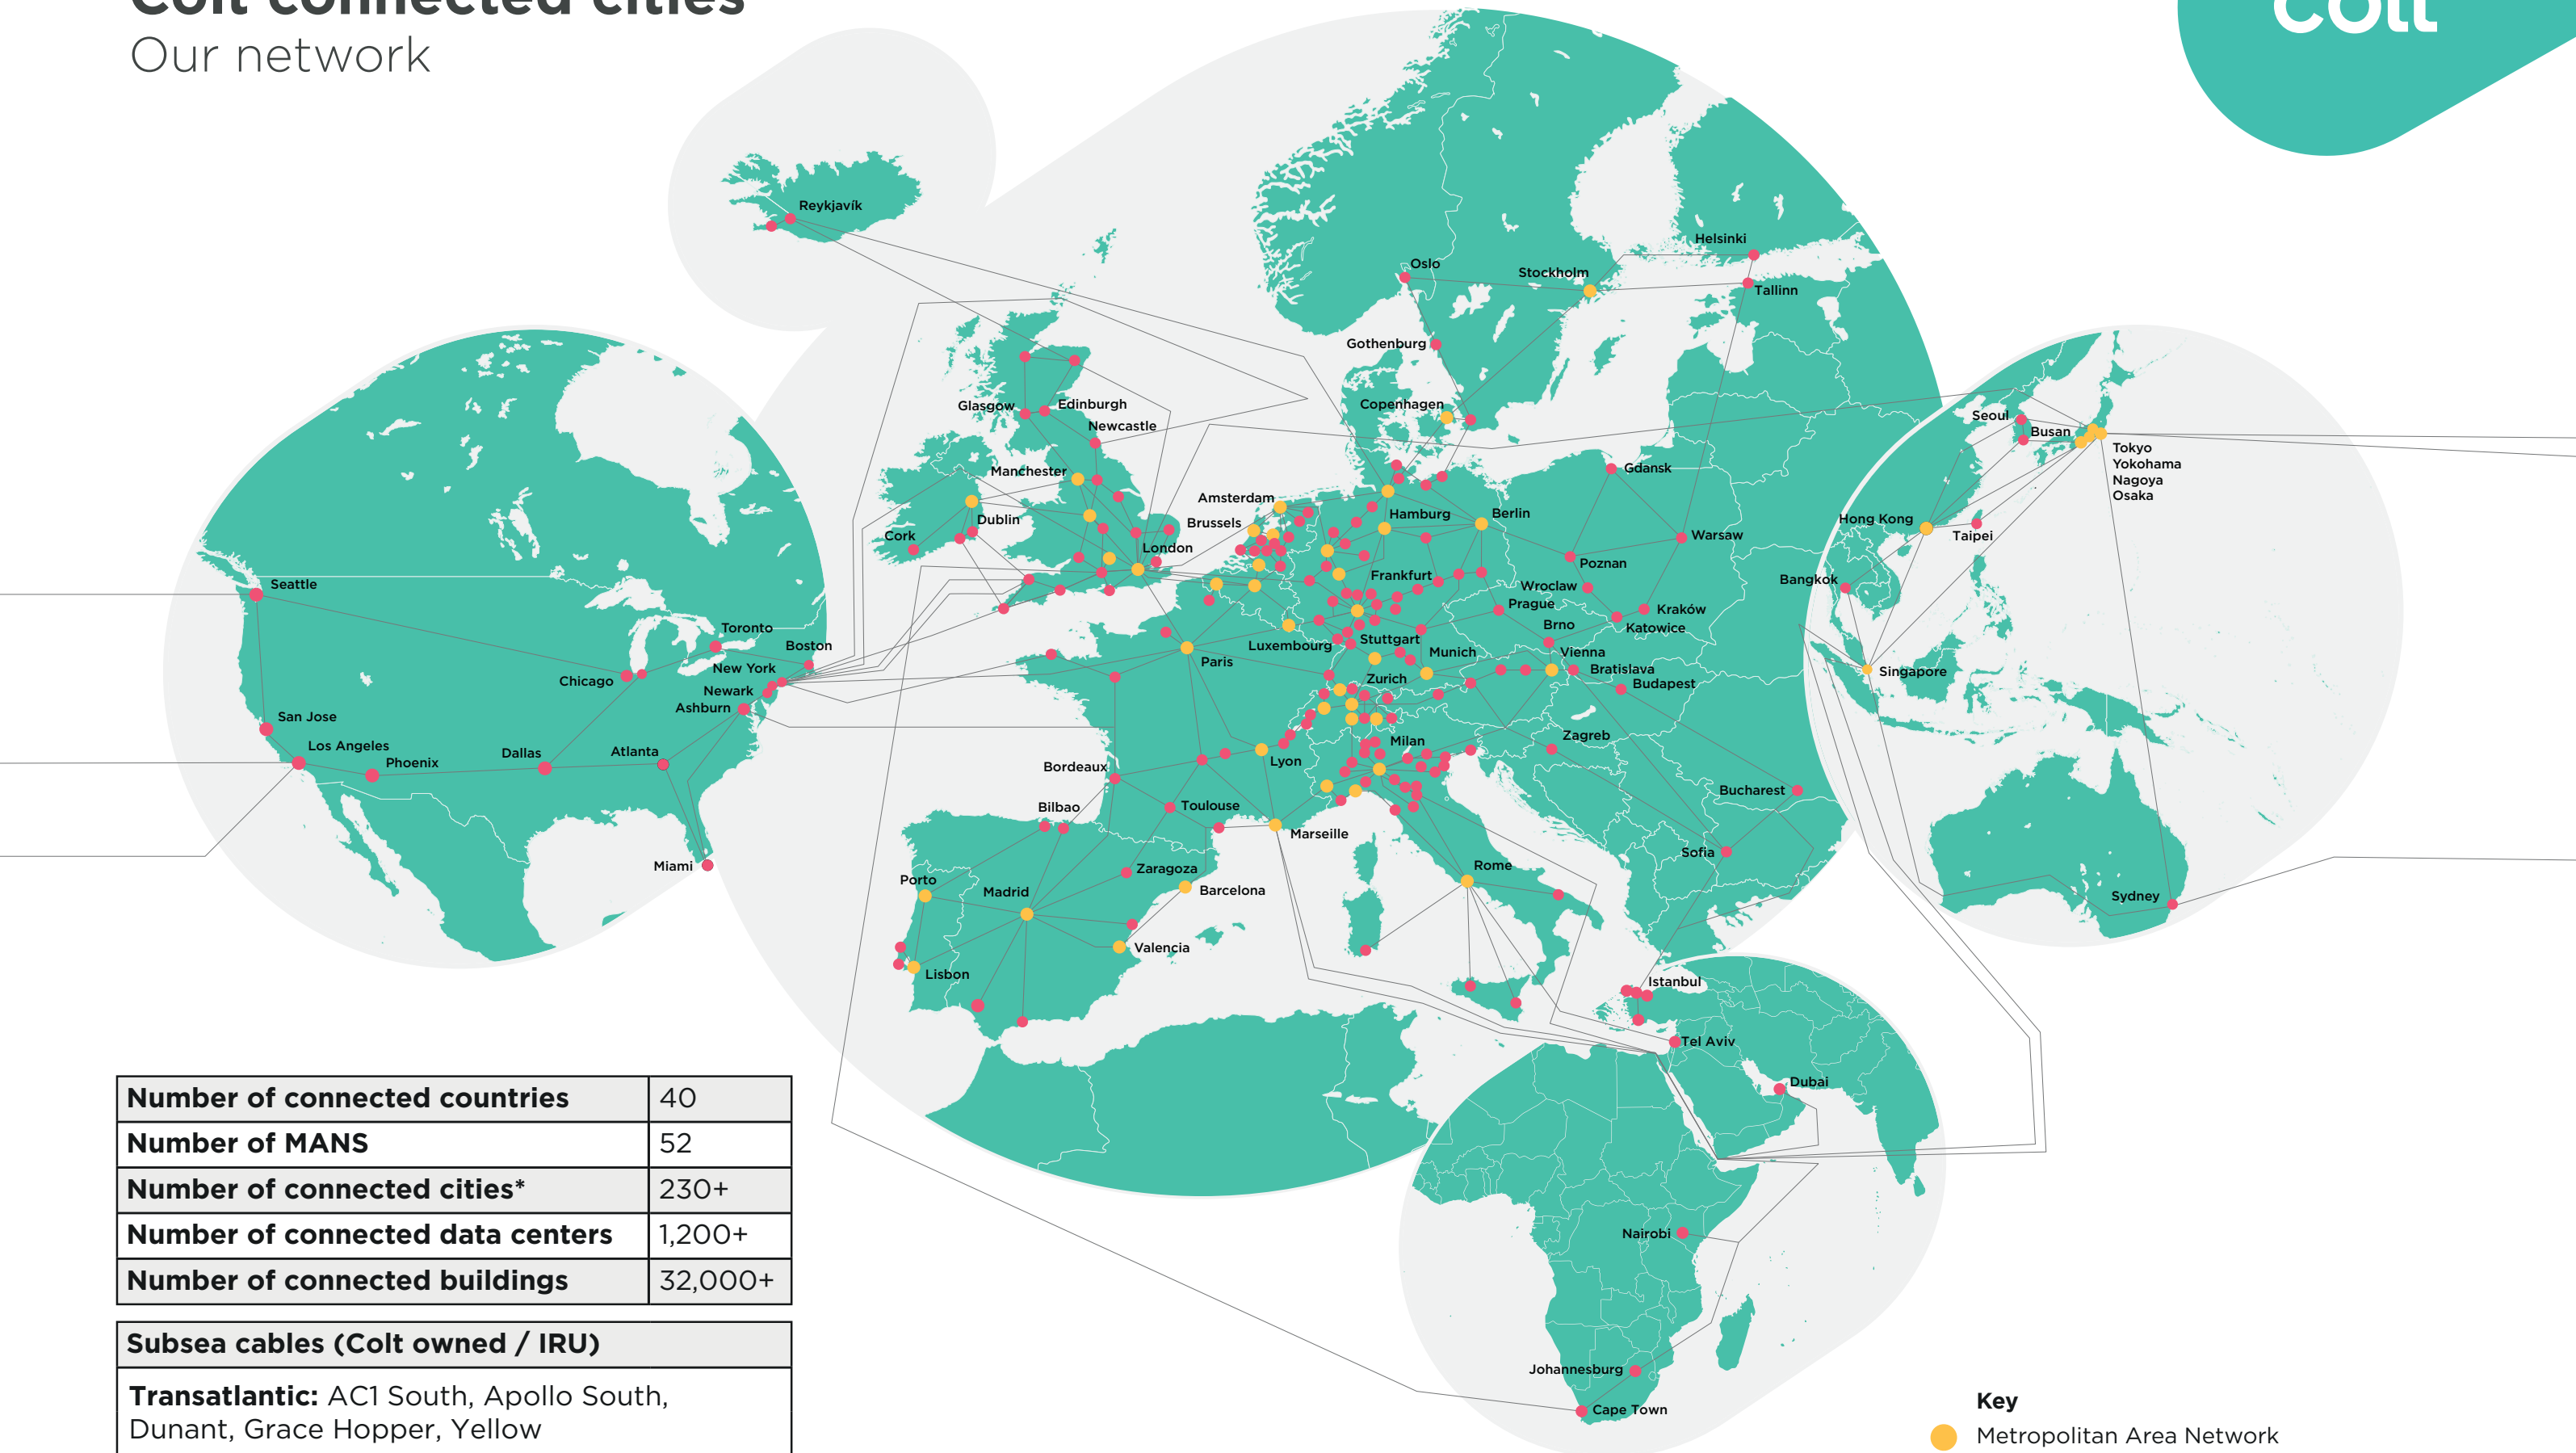 Colt connected cities
Our network
colt
Reykjavík
Helsinki
Oslo
Stockholm
Tallinn
Gothenburg
Copenhagen
Glasgow
Edinburgh
Newcastle
Manchester
Dublin
Cork
London
Amsterdam
Brussels
Hamburg
Berlin
Gdansk
Warsaw
Poznan
Frankfurt
Wroclaw
Prague
Kraków
Katowice
Brno
Luxembourg
Stuttgart
Munich
Vienna
Bratislava
Budapest
Paris
Zurich
Zagreb
Milan
Lyon
Bordeaux
Bucharest
Bilbao
Toulouse
Marseille
Sofia
Rome
Zaragoza
Barcelona
Porto
Madrid
Valencia
Lisbon
Istanbul
Tel Aviv
Dubai
Nairobi
Johannesburg
Cape Town
Seattle
Toronto
Boston
New York
Chicago
Newark
Ashburn
San Jose
Los Angeles
Phoenix
Dallas
Atlanta
Miami
Seoul
Busan
Tokyo
Yokohama
Nagoya
Osaka
Hong Kong
Taipei
Bangkok
Singapore
Sydney
Number of connected countries 40
Number of MANS 52
Number of connected cities* 230+
Number of connected data centers 1,200+
Number of connected buildings 32,000+
Subsea cables (Colt owned / IRU)
Transatlantic: AC1 South, Apollo South,
Dunant, Grace Hopper, Yellow
Key
Metropolitan Area Network